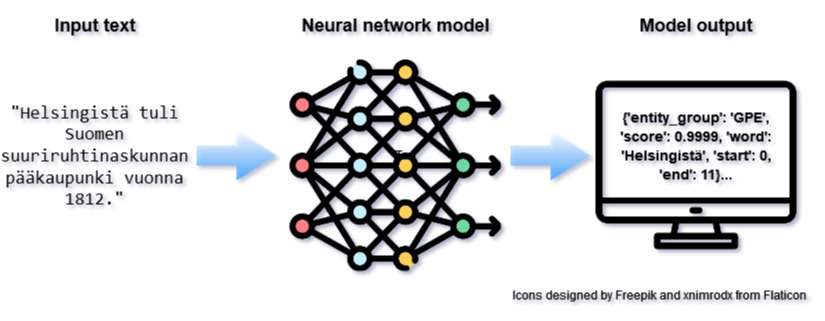 Input text
Neural network model
Model output
"Helsingistä tuli
Suomen
suuriruhtinaskunnan
pääkaupunki vuonna
1812."
{'entity_group': 'GPE',
'score': 0.9999, 'word':
'Helsingistä', 'start': 0,
'end': 11}...
Icons designed by Freepik and xnimrodx from Flaticon